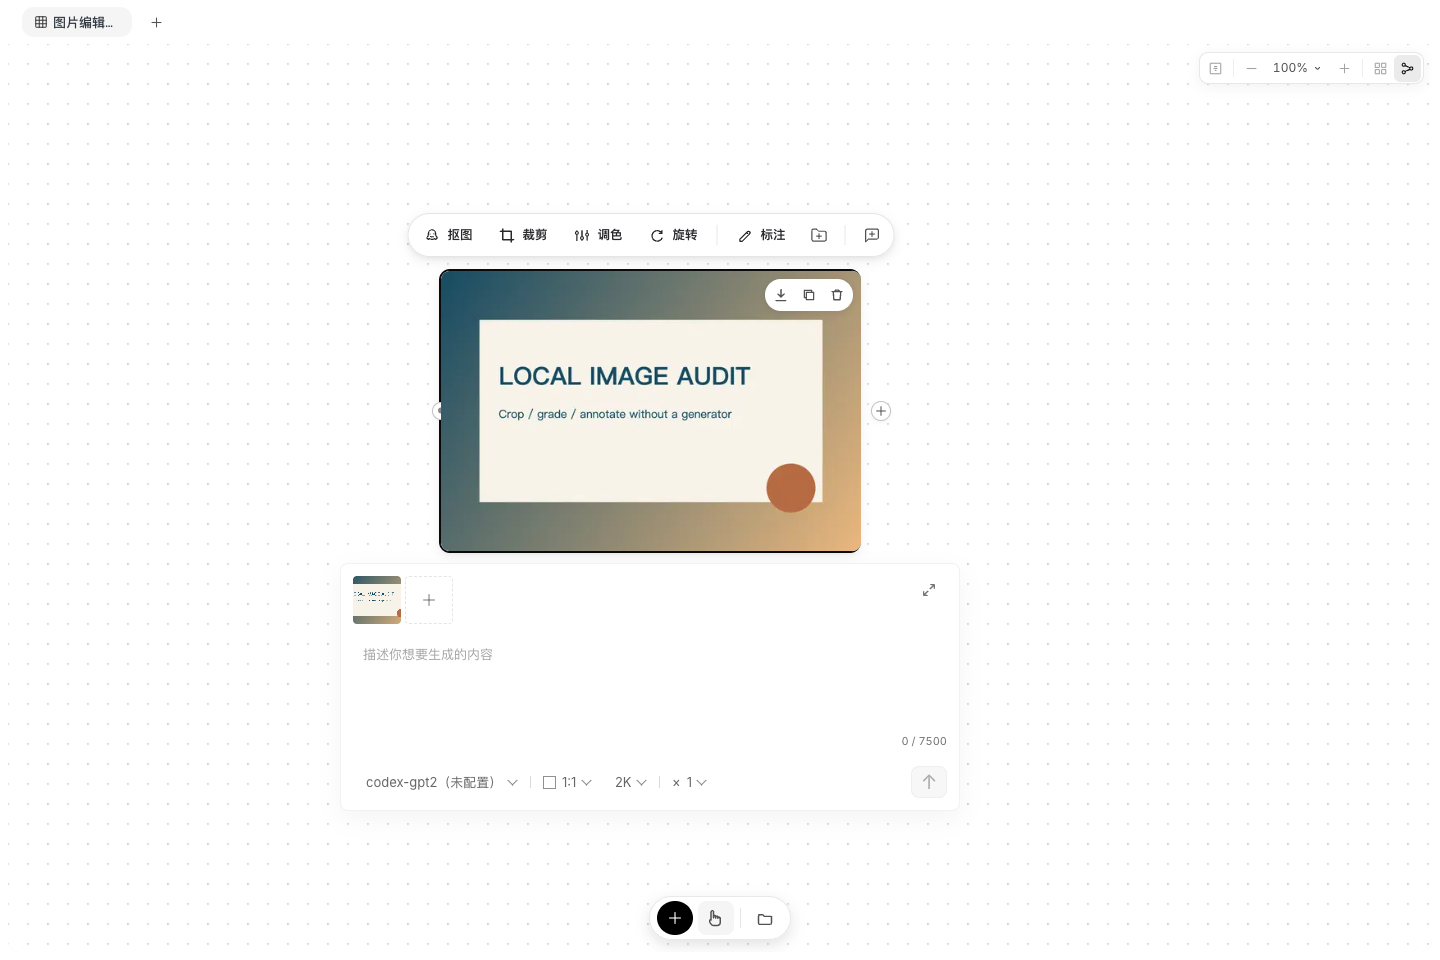 图片编辑...
100%
抠图 裁剪 调色 旋转 标注
LOCAL IMAGE AUDIT
Crop / grade / annotate without a generator
描述你想要生成的内容
0 / 7500
codex-gpt2（未配置） 1:1 2K × 1